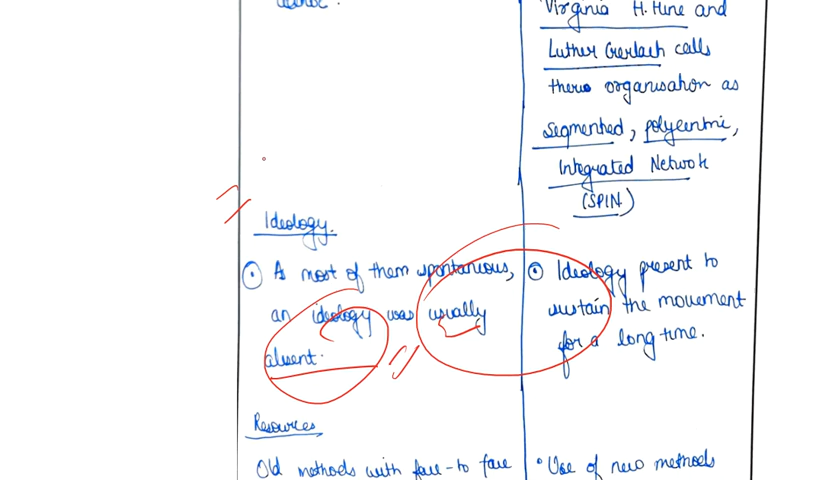 Virginia H. Hine and
Luther Gerlach calls
these organisation as
segmented, polycentric,
Integrated Network
(SPIN)
Ideology
As most of them spontaneous,
an ideology was usually
absent.
Ideology present to
sustain the movement
for a long time.
Resources
Old methods with face-to face
Use of new methods